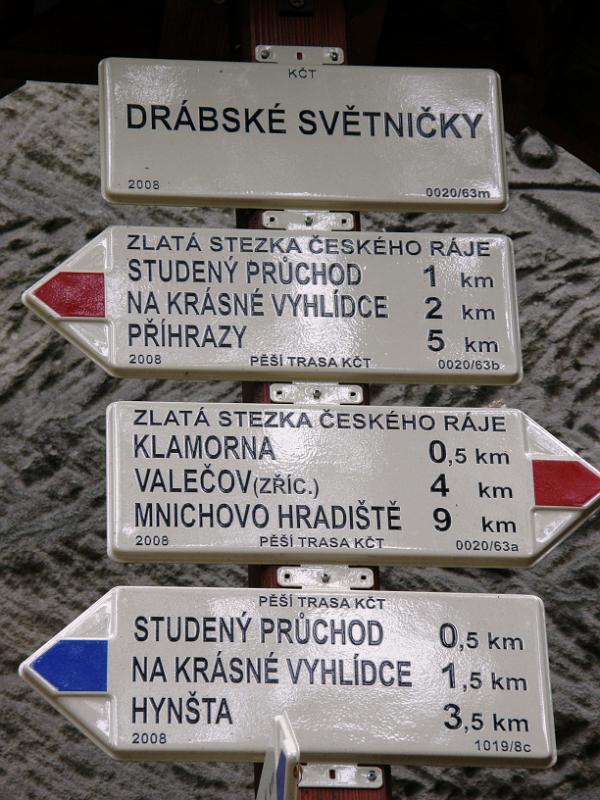 KČT
DRÁBSKÉ SVĚTNIČKY
2008 0020/63m
ZLATÁ STEZKA ČESKÉHO RÁJE
STUDENÝ PRŮCHOD 1 km
NA KRÁSNÉ VYHLÍDCE 2 km
PŘÍHRAZY 5 km
2008 PĚŠÍ TRASA KČT 0020/63b
ZLATÁ STEZKA ČESKÉHO RÁJE
KLAMORNA 0,5 km
VALEČOV(ZŘÍC.) 4 km
MNICHOVO HRADIŠTĚ 9 km
2008 PĚŠÍ TRASA KČT 0020/63a
PĚŠÍ TRASA KČT
STUDENÝ PRŮCHOD 0,5 km
NA KRÁSNÉ VYHLÍDCE 1,5 km
HYNŠTA 3,5 km
2008 1019/8c